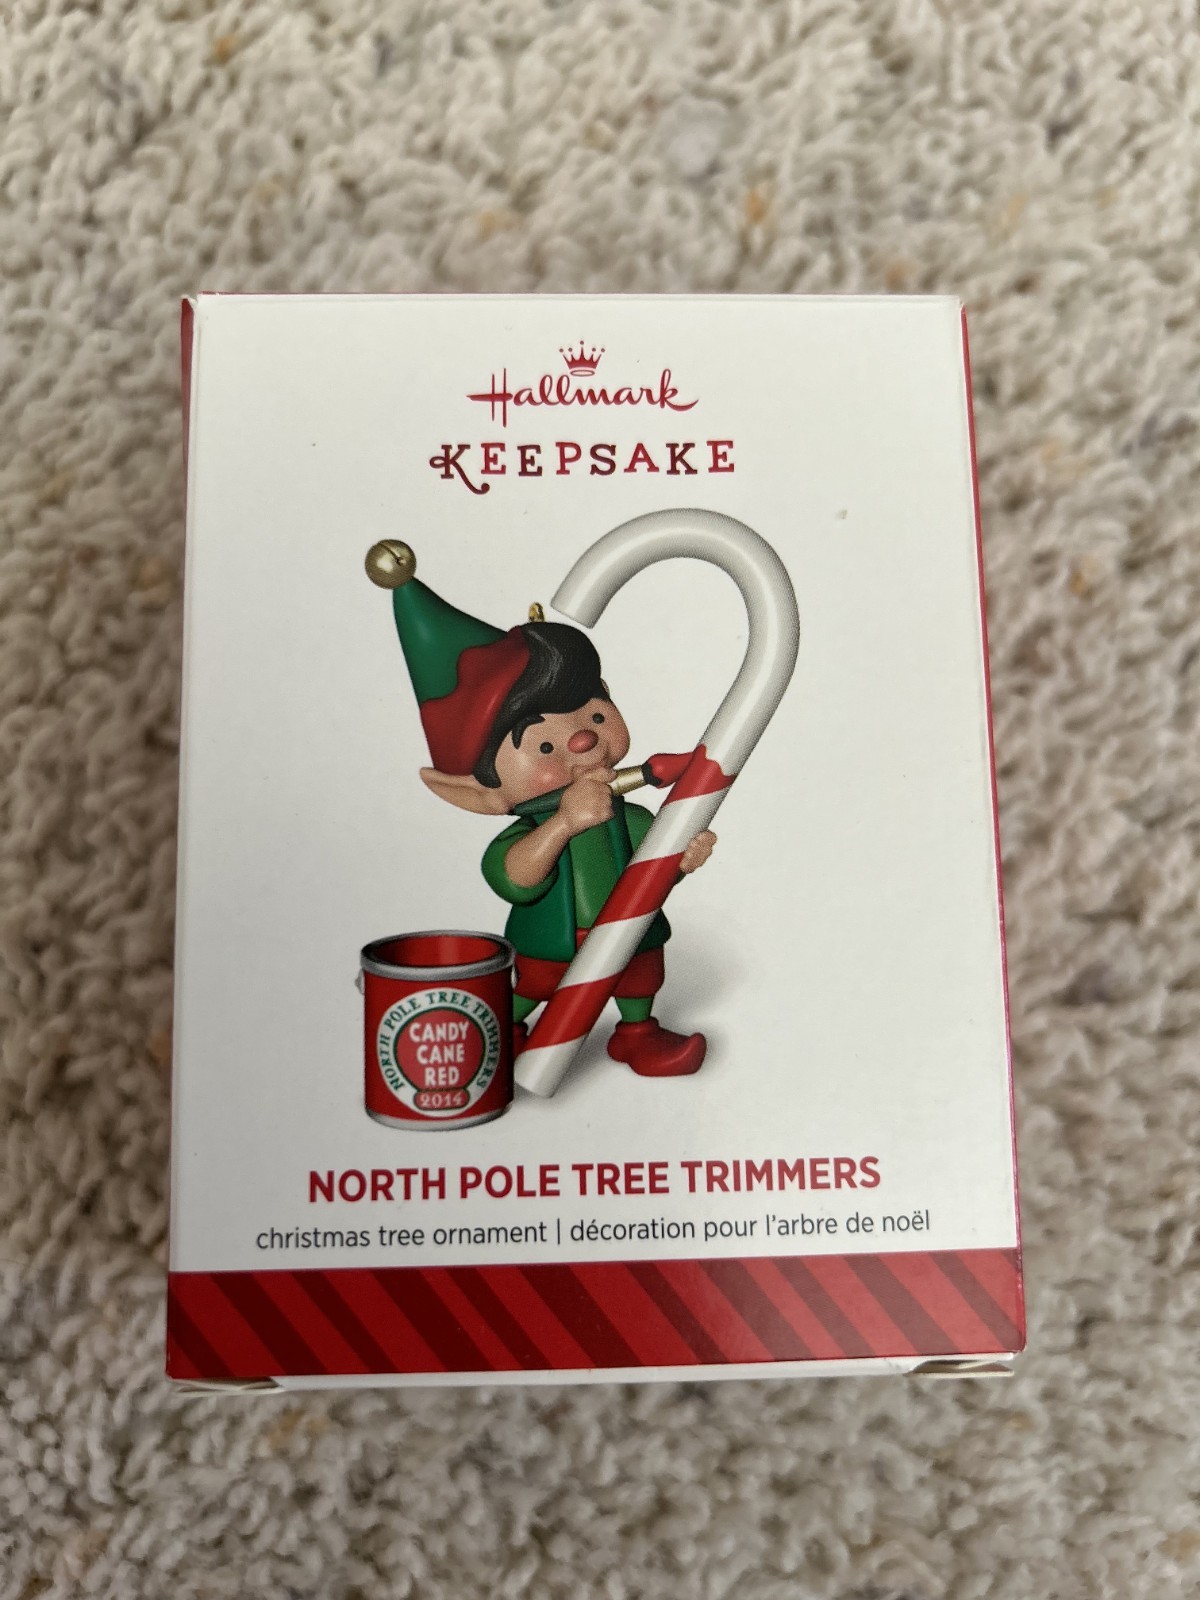 Hallmark
KEEPSAKE
NORTH POLE TREE TRIMMERS
CANDY
CANE
RED
2014
NORTH POLE TREE TRIMMERS
christmas tree ornament | décoration pour l'arbre de noël